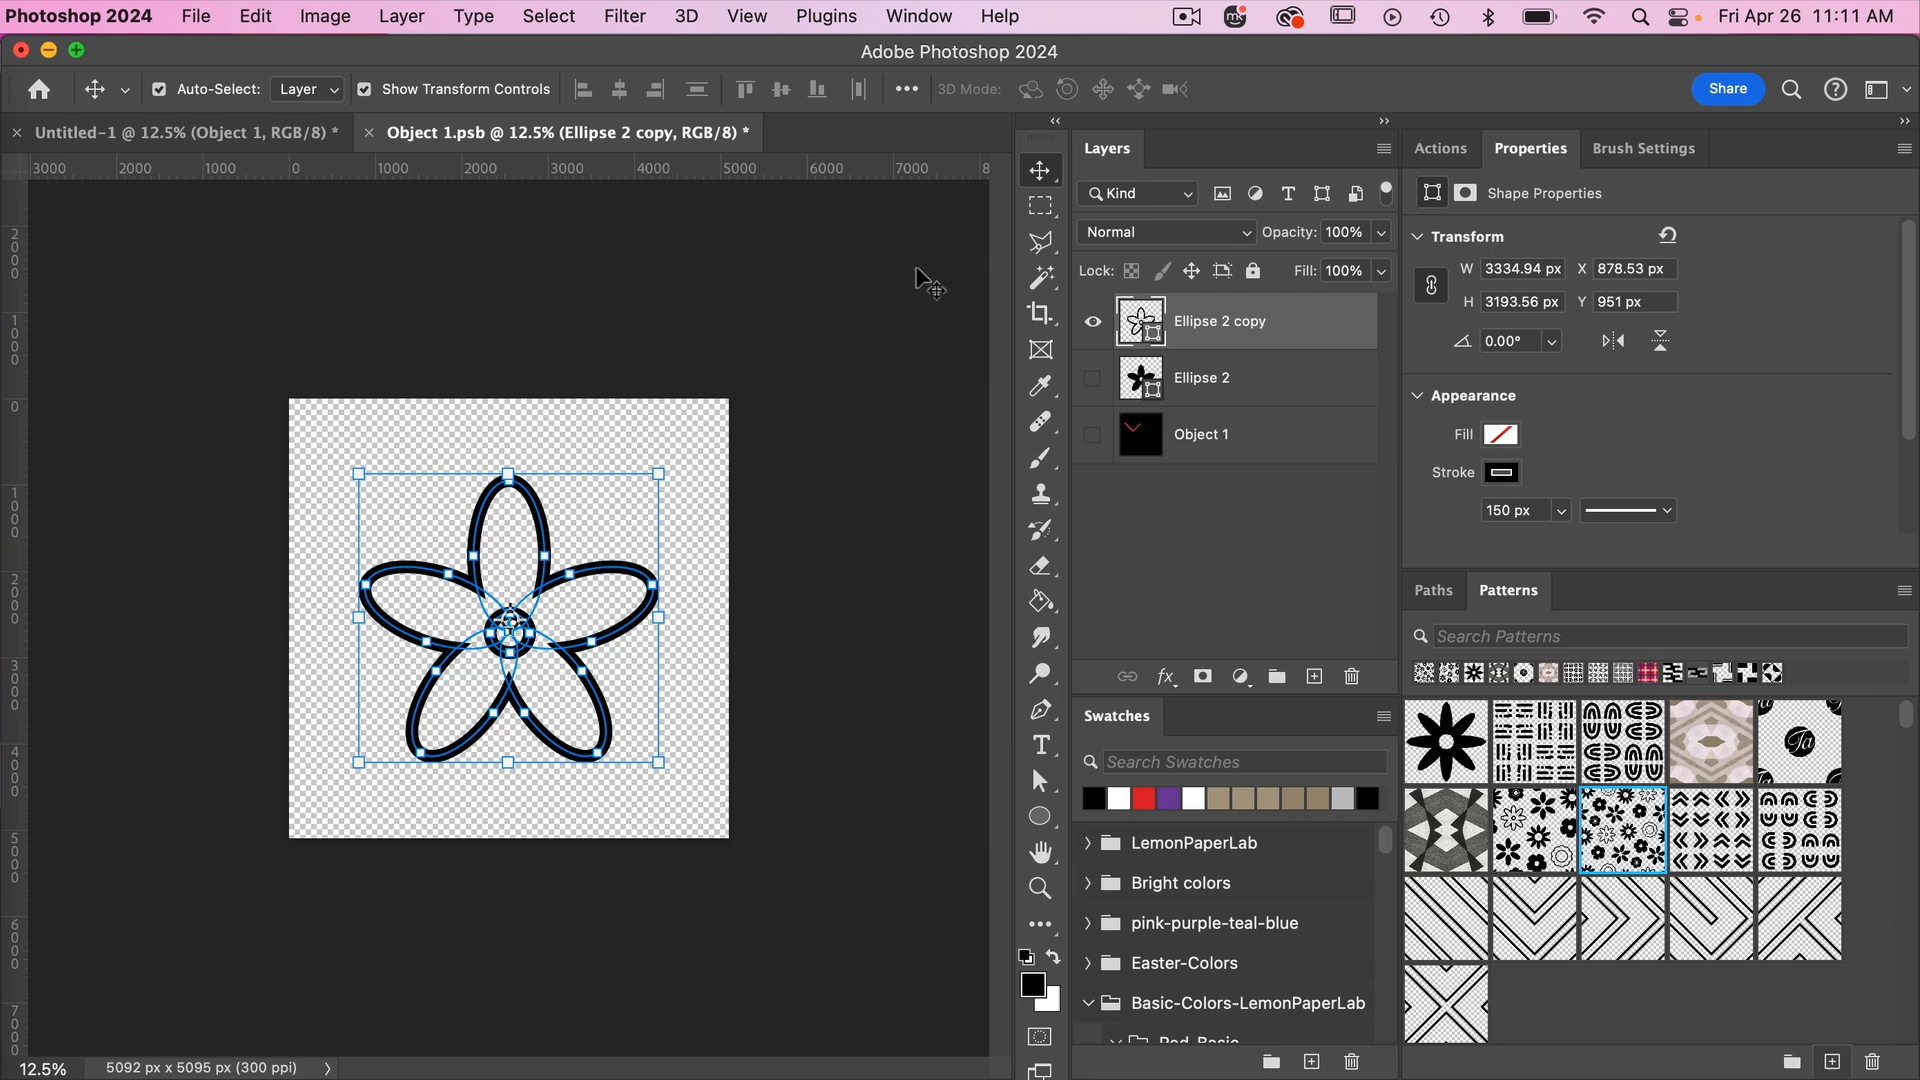 Photoshop 2024 File Edit Image Layer Type Select Filter 3D View Plugins Window Help Fri Apr 26 11:11 AM
Adobe Photoshop 2024
Auto-Select: Layer Show Transform Controls 3D Mode: Share
Untitled-1 @ 12.5% (Object 1, RGB/8) *
Object 1.psb @ 12.5% (Ellipse 2 copy, RGB/8) *
3000 2000 1000 0 1000 2000 3000 4000 5000 6000 7000 8
2000
1000
0
1000
2000
3000
4000
5000
6000
7000
12.5% 5092 px x 5095 px (300 ppi)
Layers
Kind
Normal Opacity: 100%
Lock: Fill: 100%
Ellipse 2 copy
Ellipse 2
Object 1
fx
Swatches
Search Swatches
LemonPaperLab
Bright colors
pink-purple-teal-blue
Easter-Colors
Basic-Colors-LemonPaperLab
Red-Basic
Actions Properties Brush Settings
Shape Properties
Transform
W 3334.94 px X 878.53 px
H 3193.56 px Y 951 px
0.00°
Appearance
Fill
Stroke
150 px
Paths Patterns
Search Patterns